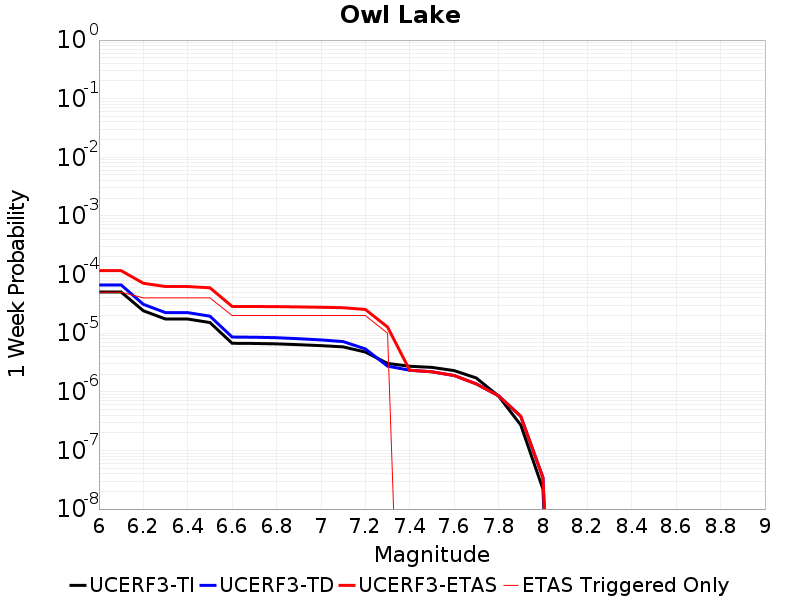 Owl Lake
10^0
10^-1
10^-2
10^-3
10^-4
10^-5
10^-6
10^-7
10^-8
1 Week Probability
6 6.2 6.4 6.6 6.8 7 7.2 7.4 7.6 7.8 8 8.2 8.4 8.6 8.8 9
Magnitude
UCERF3-TI UCERF3-TD UCERF3-ETAS ETAS Triggered Only